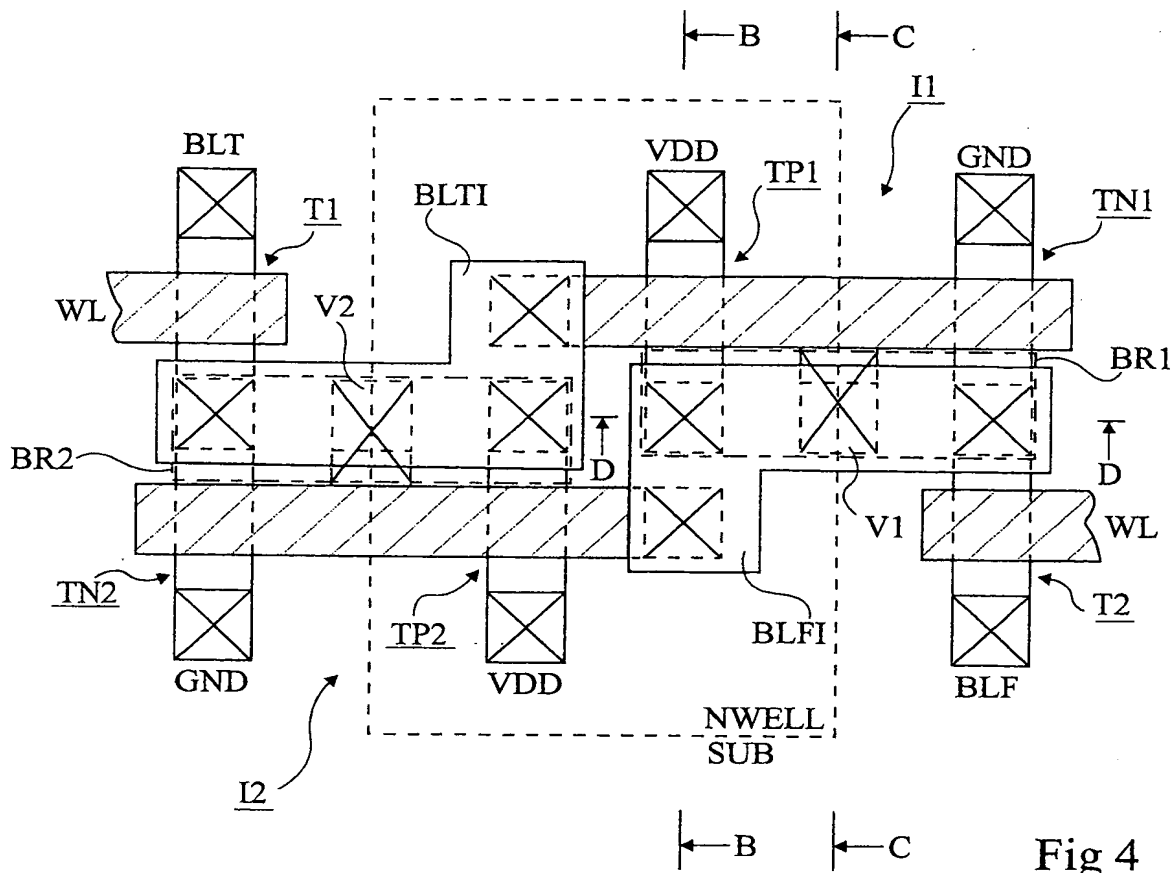 B
C
I1
BLT
VDD
GND
TP1
TN1
BLTI
T1
WL
V2
BR1
BR2
D
D
V1
WL
TN2
TP2
T2
BLFI
GND
VDD
BLF
NWELL
SUB
I2
B
C
Fig 4